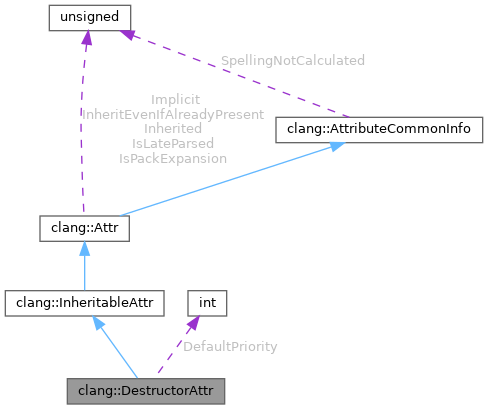 unsigned
SpellingNotCalculated
Implicit
InheritEvenIfAlreadyPresent
Inherited
IsLateParsed
IsPackExpansion
clang::AttributeCommonInfo
clang::Attr
clang::InheritableAttr
int
DefaultPriority
clang::DestructorAttr